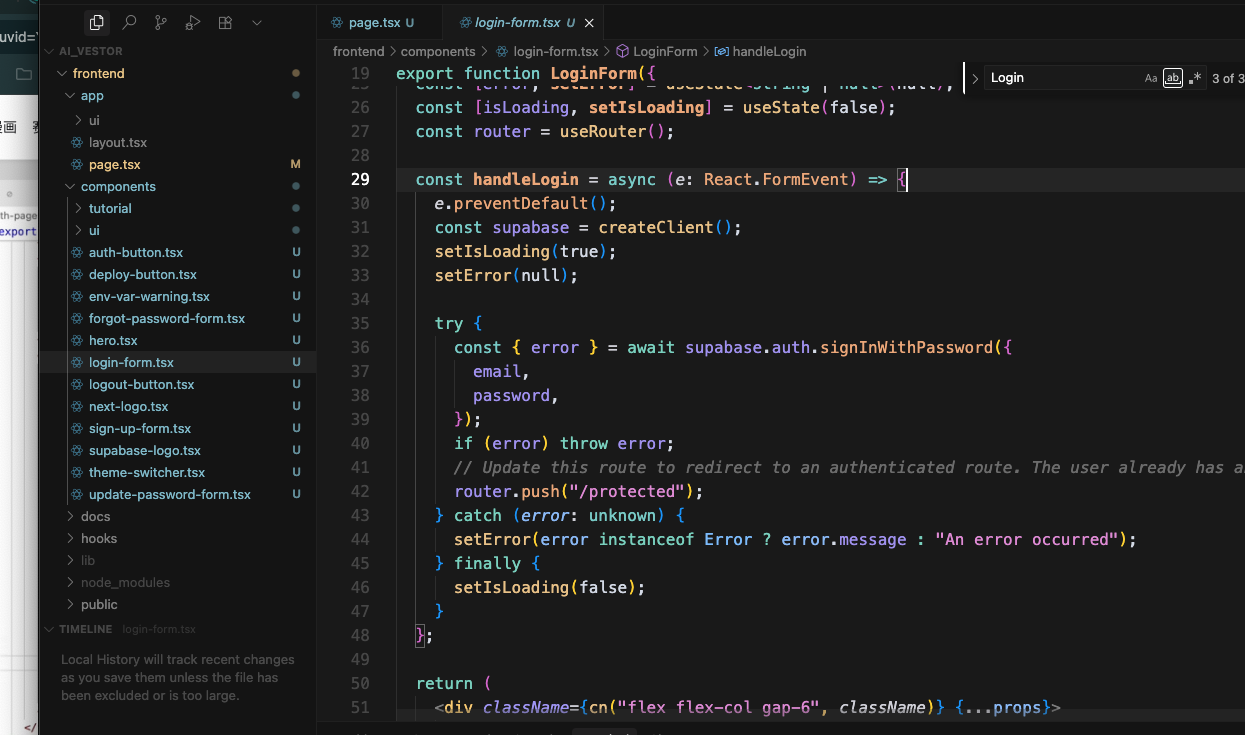 uvid=
漫画
th-page
export
</
page.tsx U
login-form.tsx U
frontend > components > login-form.tsx > LoginForm > handleLogin
AI_VESTOR
frontend
app
ui
layout.tsx
page.tsx M
components
tutorial
ui
auth-button.tsx U
deploy-button.tsx U
env-var-warning.tsx U
forgot-password-form.tsx U
hero.tsx U
login-form.tsx U
logout-button.tsx U
next-logo.tsx U
sign-up-form.tsx U
supabase-logo.tsx U
theme-switcher.tsx U
update-password-form.tsx U
docs
hooks
lib
node_modules
public
TIMELINE login-form.tsx
Local History will track recent changes
as you save them unless the file has
been excluded or is too large.
Login Aa ab .* 3 of 3
19 export function LoginForm({
25 const [error, setError] = useState<string | null>(null);
26 const [isLoading, setIsLoading] = useState(false);
27 const router = useRouter();
28
29 const handleLogin = async (e: React.FormEvent) => {
30 e.preventDefault();
31 const supabase = createClient();
32 setIsLoading(true);
33 setError(null);
34
35 try {
36 const { error } = await supabase.auth.signInWithPassword({
37 email,
38 password,
39 });
40 if (error) throw error;
41 // Update this route to redirect to an authenticated route. The user already has a
42 router.push("/protected");
43 } catch (error: unknown) {
44 setError(error instanceof Error ? error.message : "An error occurred");
45 } finally {
46 setIsLoading(false);
47 }
48 };
49
50 return (
51 <div className={cn("flex flex-col gap-6", className)} {...props}>